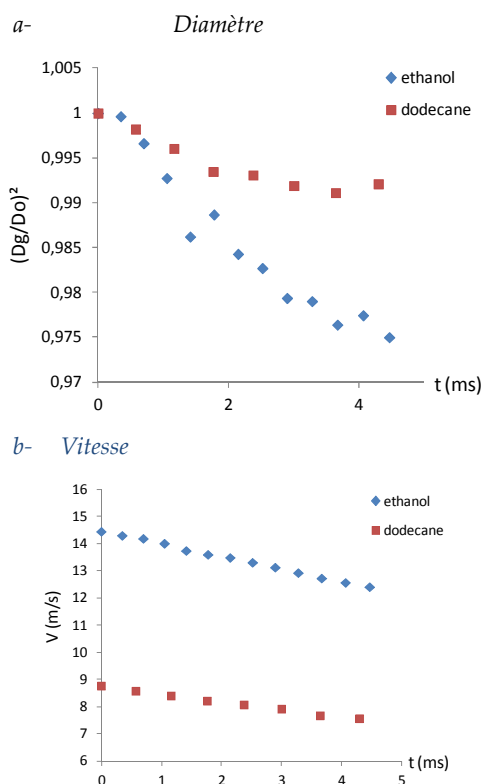 a- Diamètre
1,005
ethanol
1
dodecane
0,995
(Dg/Do)²
0,99
0,985
0,98
0,975
0,97
0 2 4 t (ms)
b- Vitesse
16
ethanol
15
14
dodecane
13
12
V (m/s)
11
10
9
8
7
6
0 1 2 3 4 5
t (ms)